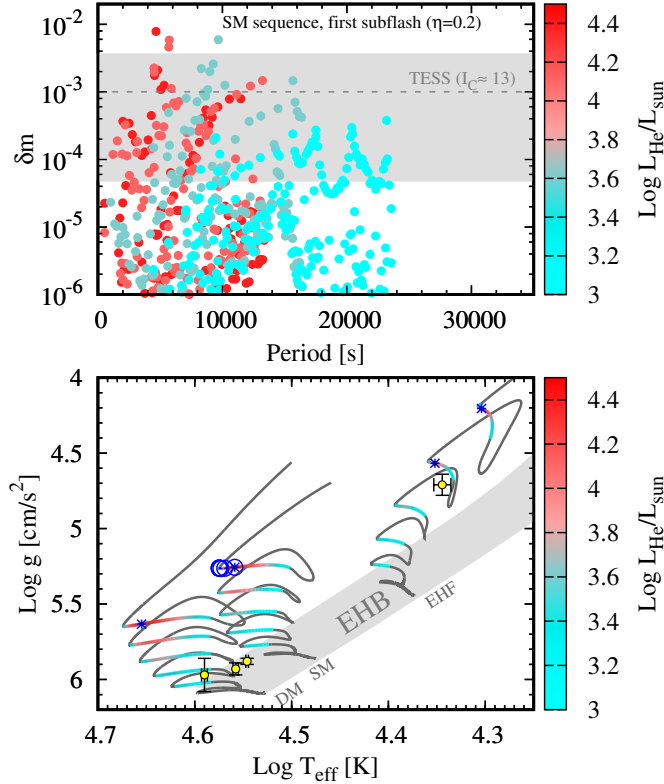 SM sequence, first subflash (η=0.2)
TESS (I_C ≈ 13)
10^-2
10^-3
10^-4
10^-5
10^-6
δm
0 10000 20000 30000
Period [s]
4.4
4.2
4
3.8
3.6
3.4
3.2
3
Log L_He/L_sun
4
4.5
5
5.5
6
Log g [cm/s^2]
EHB
EHF
SM
DM
4.7 4.6 4.5 4.4 4.3
Log T_eff [K]
4.4
4.2
4
3.8
3.6
3.4
3.2
3
Log L_He/L_sun